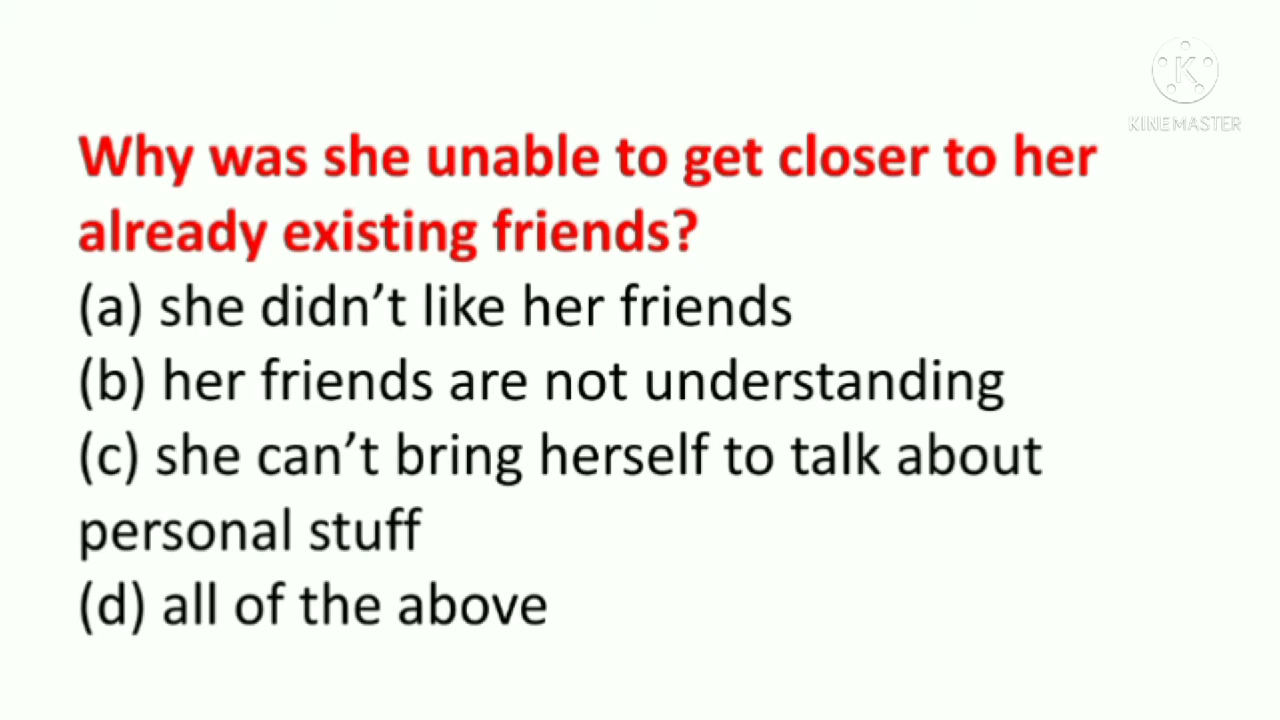 KINEMASTER
Why was she unable to get closer to her
already existing friends?
(a) she didn't like her friends
(b) her friends are not understanding
(c) she can't bring herself to talk about
personal stuff
(d) all of the above